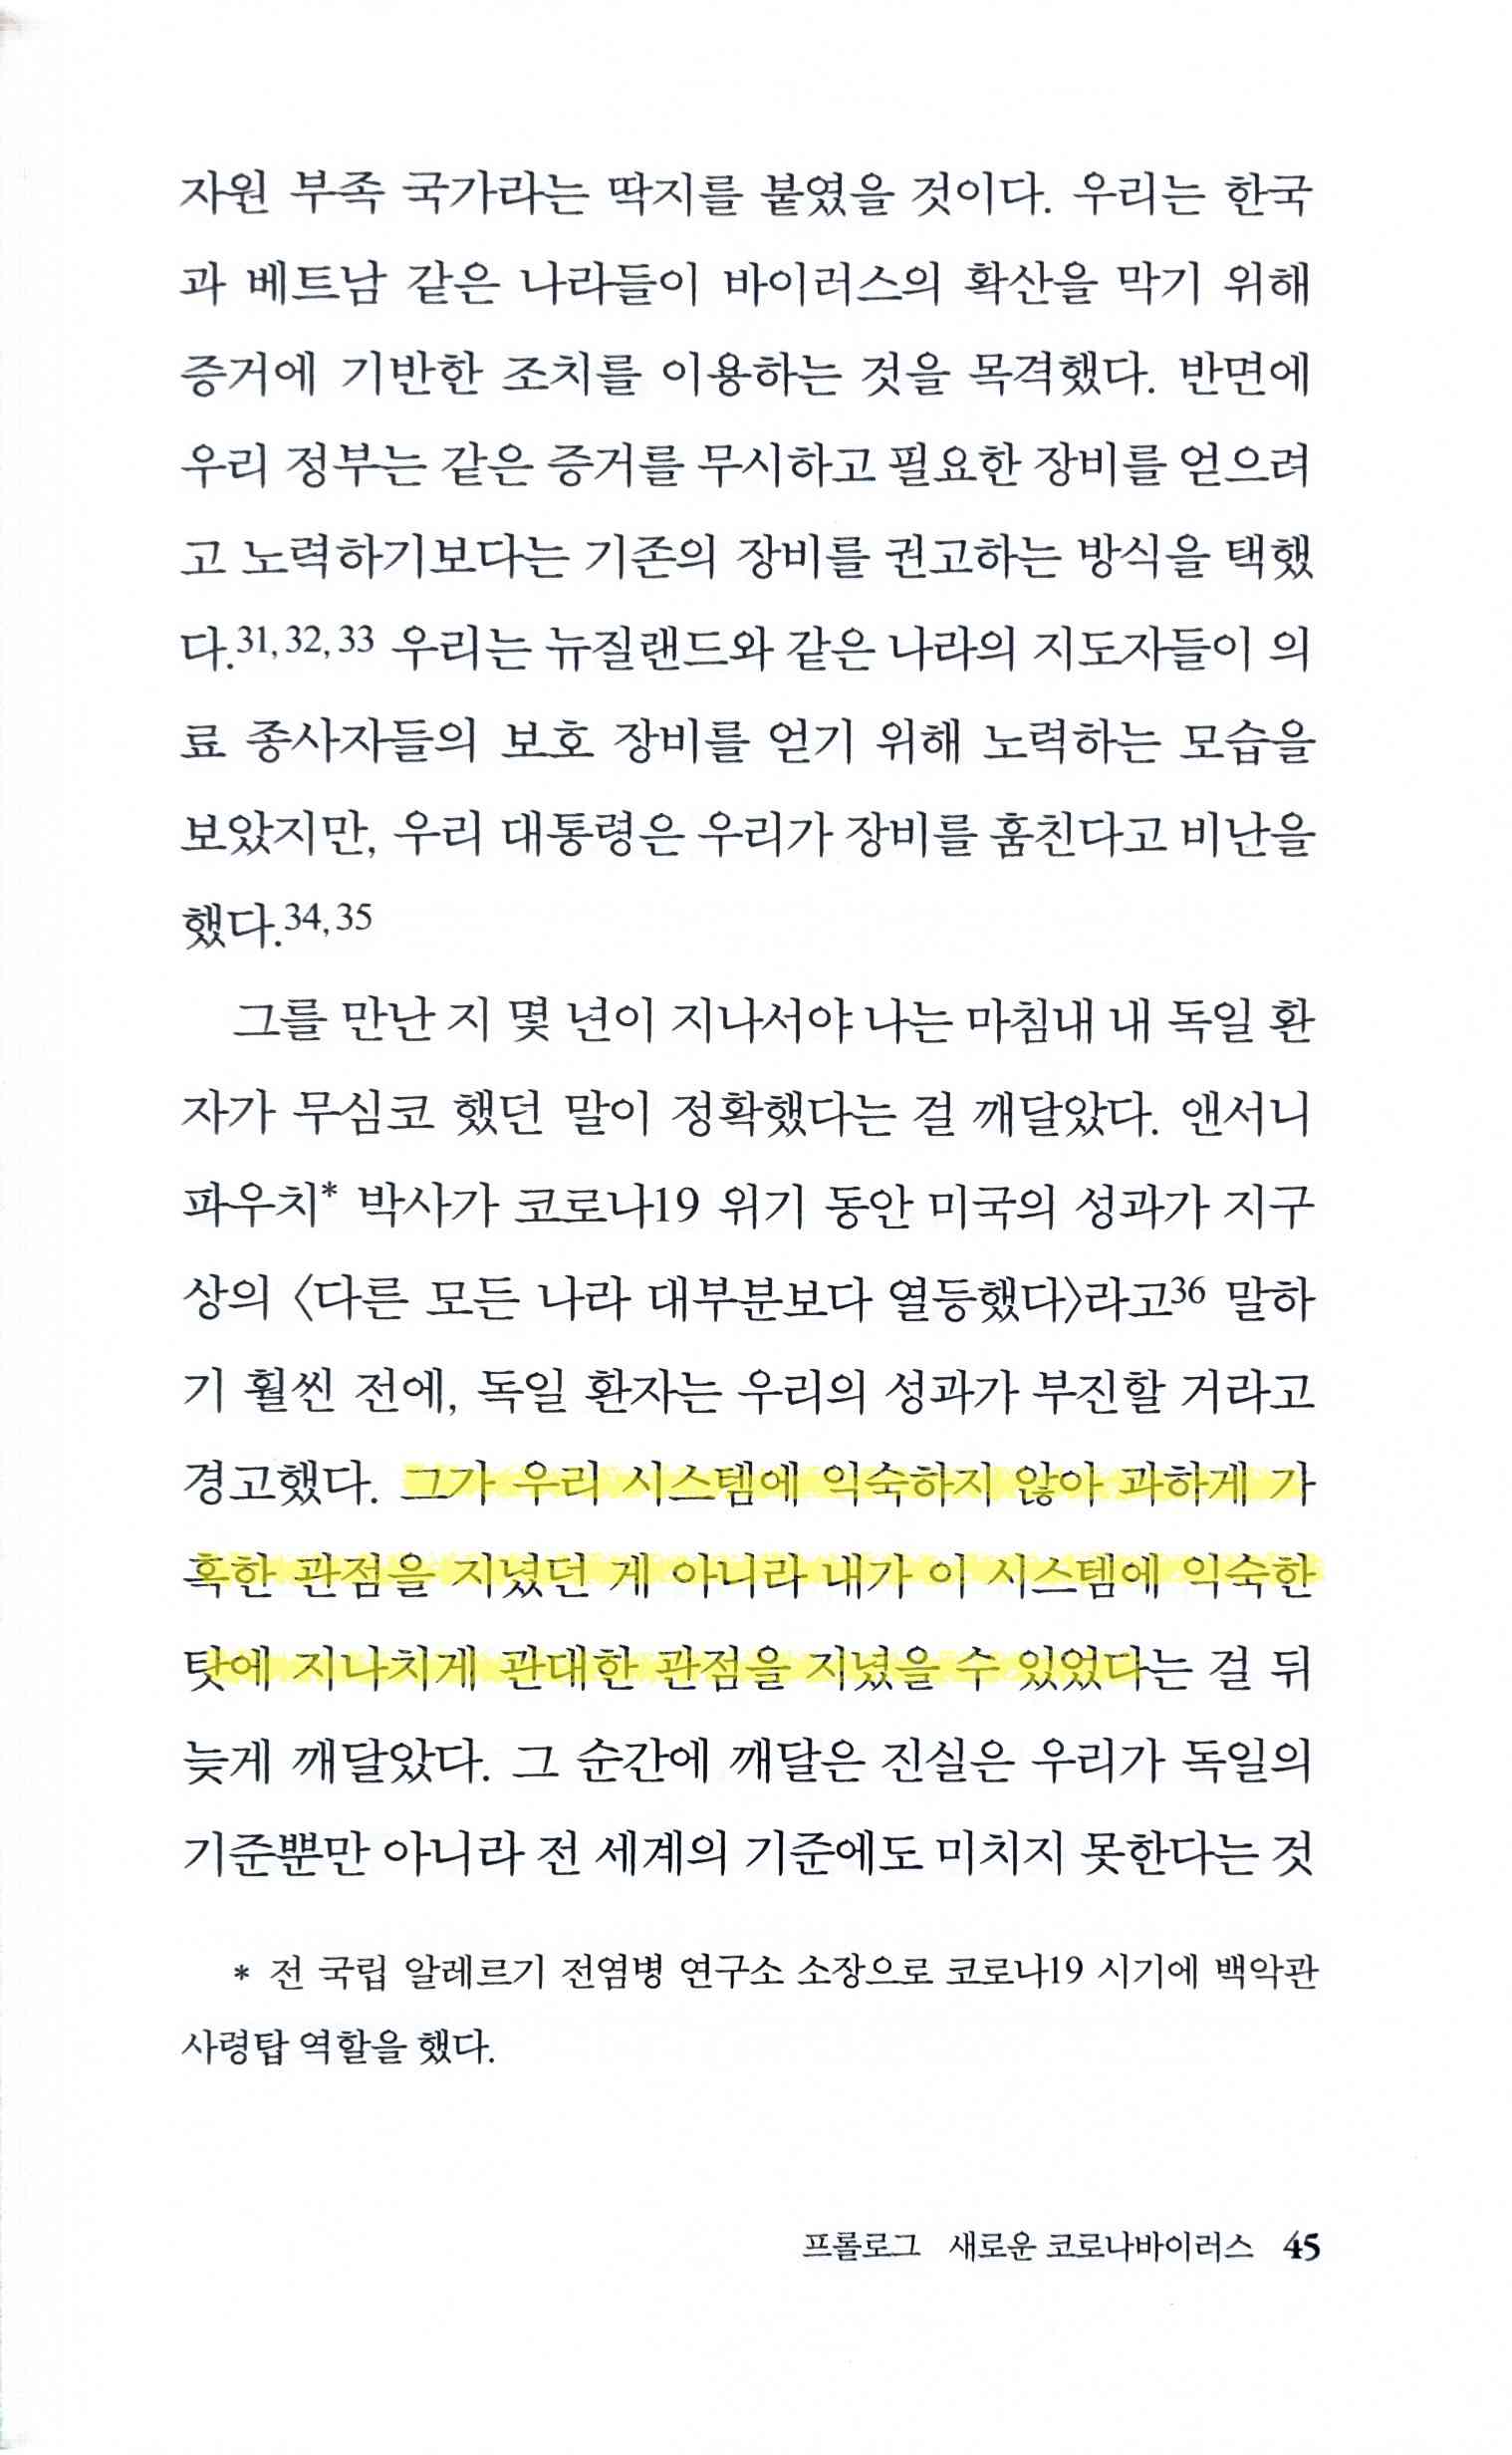 자원 부족 국가라는 딱지를 붙였을 것이다. 우리는 한국
과 베트남 같은 나라들이 바이러스의 확산을 막기 위해
증거에 기반한 조치를 이용하는 것을 목격했다. 반면에
우리 정부는 같은 증거를 무시하고 필요한 장비를 얻으려
고 노력하기보다는 기존의 장비를 권고하는 방식을 택했
다.31, 32, 33 우리는 뉴질랜드와 같은 나라의 지도자들이 의
료 종사자들의 보호 장비를 얻기 위해 노력하는 모습을
보았지만, 우리 대통령은 우리가 장비를 훔친다고 비난을
했다.34, 35
그를 만난 지 몇 년이 지나서야 나는 마침내 내 독일 환
자가 무심코 했던 말이 정확했다는 걸 깨달았다. 앤서니
파우치* 박사가 코로나19 위기 동안 미국의 성과가 지구
상의 〈다른 모든 나라 대부분보다 열등했다〉라고36 말하
기 훨씬 전에, 독일 환자는 우리의 성과가 부진할 거라고
경고했다. 그가 우리 시스템에 익숙하지 않아 과하게 가
혹한 관점을 지녔던 게 아니라 내가 이 시스템에 익숙한
탓에 지나치게 관대한 관점을 지녔을 수 있었다는 걸 뒤
늦게 깨달았다. 그 순간에 깨달은 진실은 우리가 독일의
기준뿐만 아니라 전 세계의 기준에도 미치지 못한다는 것
* 전 국립 알레르기 전염병 연구소 소장으로 코로나19 시기에 백악관
사령탑 역할을 했다.
프롤로그 새로운 코로나바이러스 45